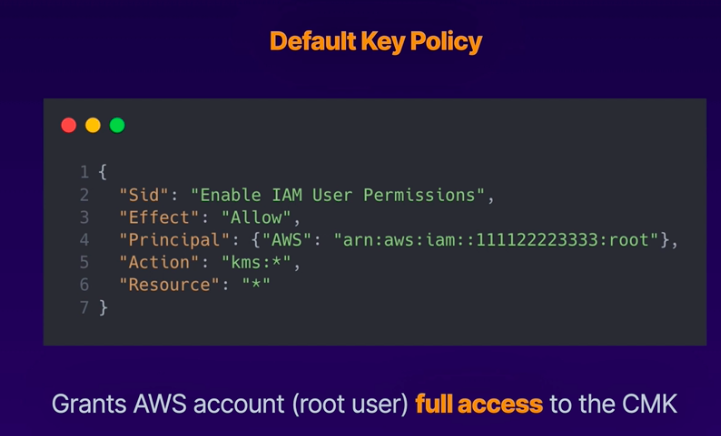 Default Key Policy
1 {
2 "Sid": "Enable IAM User Permissions",
3 "Effect": "Allow",
4 "Principal": {"AWS": "arn:aws:iam::111122223333:root"},
5 "Action": "kms:*",
6 "Resource": "*"
7 }
Grants AWS account (root user) full access to the CMK